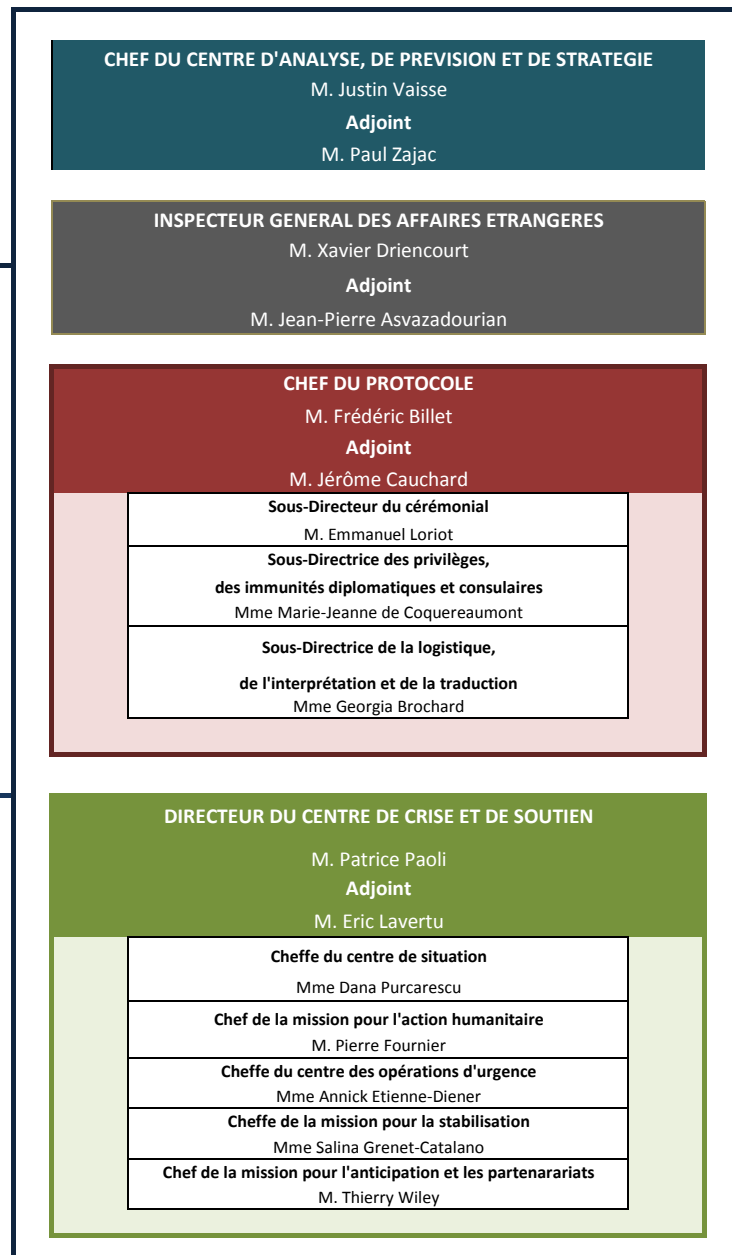 CHEF DU CENTRE D'ANALYSE, DE PREVISION ET DE STRATEGIE
M. Justin Vaisse
Adjoint
M. Paul Zajac
INSPECTEUR GENERAL DES AFFAIRES ETRANGERES
M. Xavier Driencourt
Adjoint
M. Jean-Pierre Asvazadourian
CHEF DU PROTOCOLE
M. Frédéric Billet
Adjoint
M. Jérôme Cauchard
Sous-Directeur du cérémonial
M. Emmanuel Loriot
Sous-Directrice des privilèges,
des immunités diplomatiques et consulaires
Mme Marie-Jeanne de Coquereaumont
Sous-Directrice de la logistique,
de l'interprétation et de la traduction
Mme Georgia Brochard
DIRECTEUR DU CENTRE DE CRISE ET DE SOUTIEN
M. Patrice Paoli
Adjoint
M. Eric Lavertu
Cheffe du centre de situation
Mme Dana Purcarescu
Chef de la mission pour l'action humanitaire
M. Pierre Fournier
Cheffe du centre des opérations d'urgence
Mme Annick Etienne-Diener
Cheffe de la mission pour la stabilisation
Mme Salina Grenet-Catalano
Chef de la mission pour l'anticipation et les partenarariats
M. Thierry Wiley